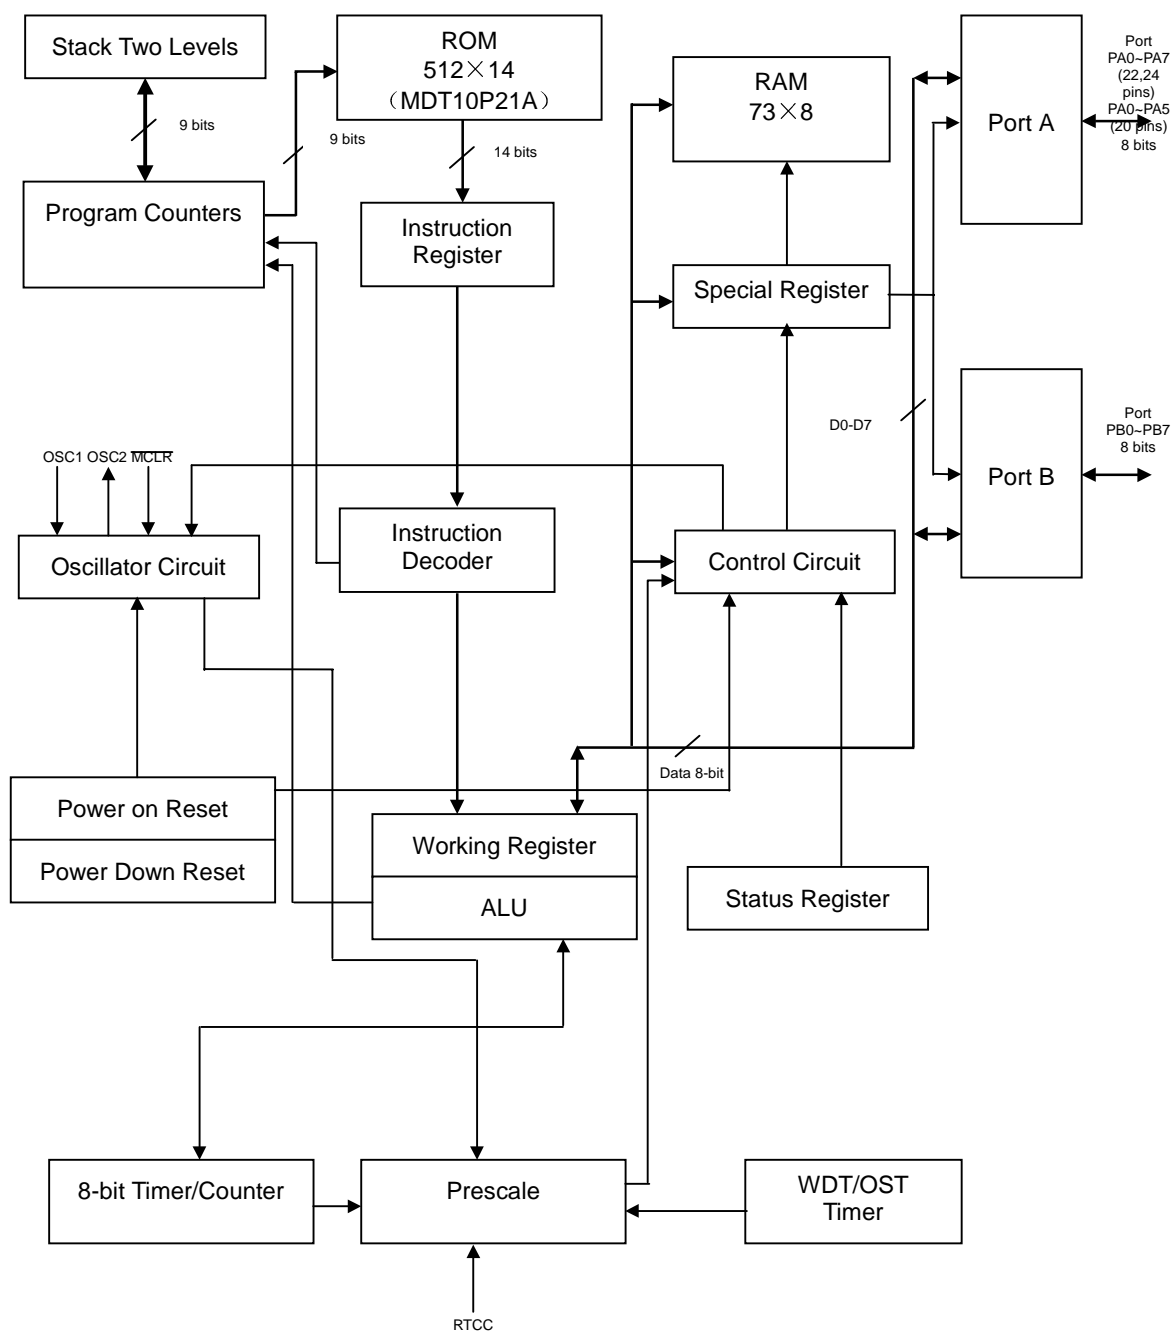 Stack Two Levels
9 bits
Program Counters
ROM
512×14
（MDT10P21A）
9 bits
14 bits
Instruction
Register
RAM
73×8
Special Register
Port A
Port
PA0~PA7
(22,24
pins)
PA0~PA5
(20 pins)
8 bits
D0-D7
Port B
Port
PB0~PB7
8 bits
OSC1 OSC2 M̅C̅L̅R̅
Oscillator Circuit
Instruction
Decoder
Control Circuit
Data 8-bit
Power on Reset
Power Down Reset
Working Register
ALU
Status Register
8-bit Timer/Counter
Prescale
WDT/OST
Timer
RTCC